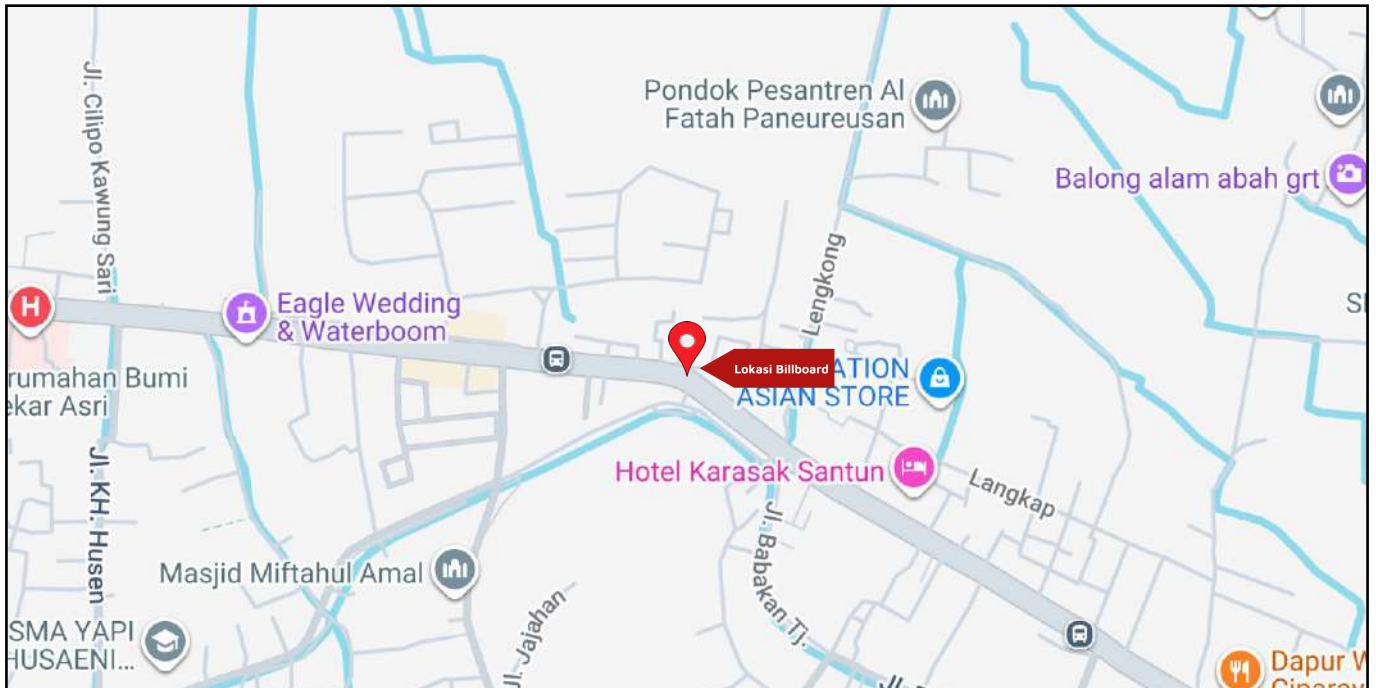 Jl. Cilipo Kawung Sari
Pondok Pesantren Al
Fatah Paneureusan
Balong alam abah grt
Lengkong
H
Eagle Wedding
& Waterboom
Lokasi Billboard
ATION
ASIAN STORE
rumahan Bumi
ekar Asri
Hotel Karasak Santun
Langkap
Jl. KH. Husen
Jl. Babakan Tj.
Masjid Miftahul Amal
Jl. Jajahan
SMA YAPI
HUSAENI...
Dapur